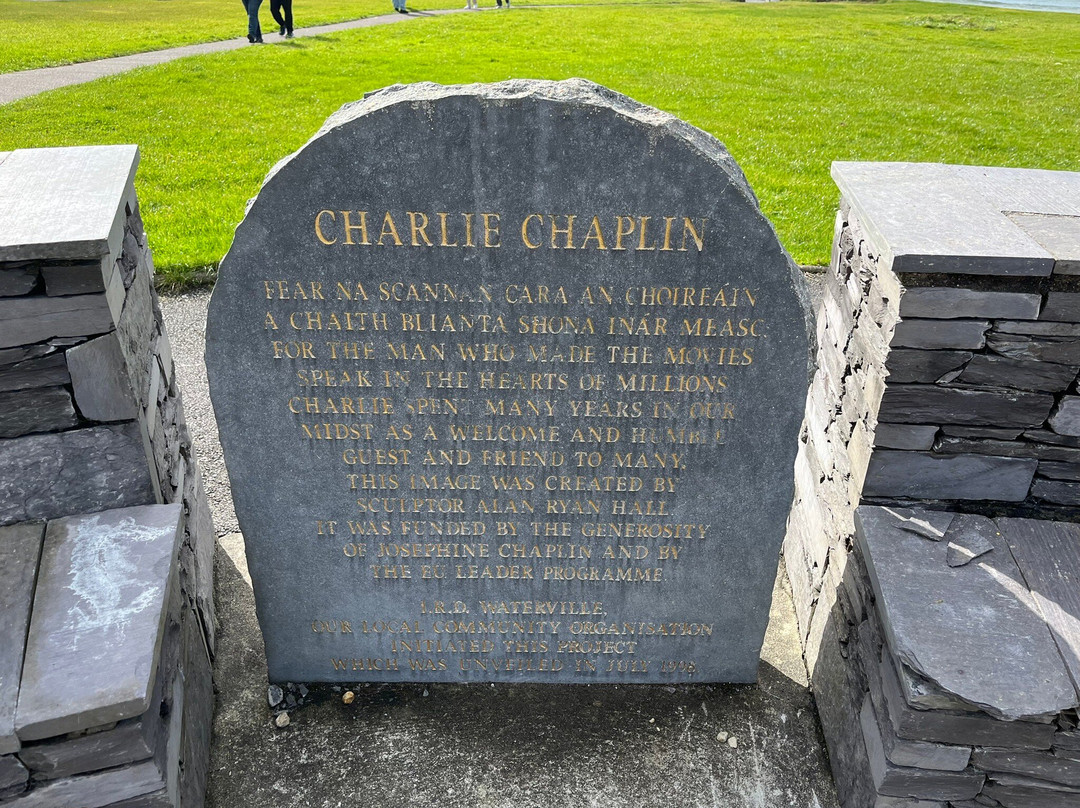 CHARLIE CHAPLIN
FEAR NA SCANNAN CARA AN CHOIREÁIN
A CHAITH BLIANTA SHONA INÁR MEASC.
FOR THE MAN WHO MADE THE MOVIES
SPEAK IN THE HEARTS OF MILLIONS
CHARLIE SPENT MANY YEARS IN OUR
MIDST AS A WELCOME AND HUMBLE
GUEST AND FRIEND TO MANY.
THIS IMAGE WAS CREATED BY
SCULPTOR ALAN RYAN HALL.
IT WAS FUNDED BY THE GENEROSITY
OF JOSEPHINE CHAPLIN AND BY
THE EC LEADER PROGRAMME.
I.R.D. WATERVILLE,
OUR LOCAL COMMUNITY ORGANISATION
INITIATED THIS PROJECT
WHICH WAS UNVEILED IN JULY